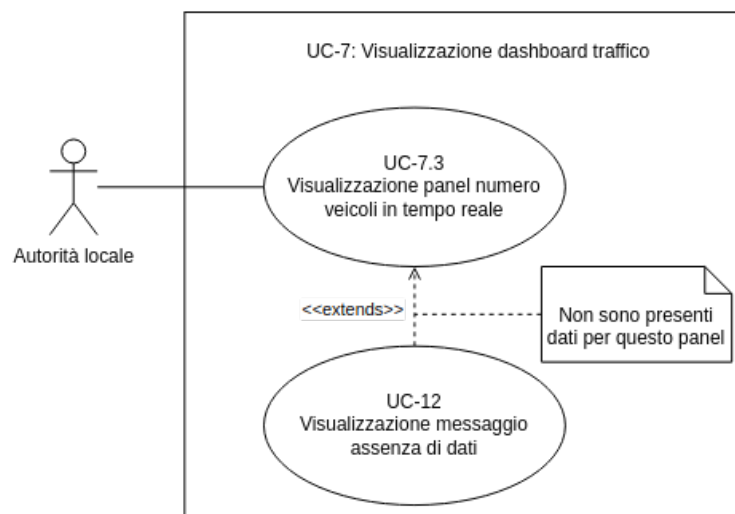 UC-7: Visualizzazione dashboard traffico
UC-7.3
Visualizzazione panel numero
veicoli in tempo reale
Autorità locale
<<extends>>
Non sono presenti
dati per questo panel
UC-12
Visualizzazione messaggio
assenza di dati